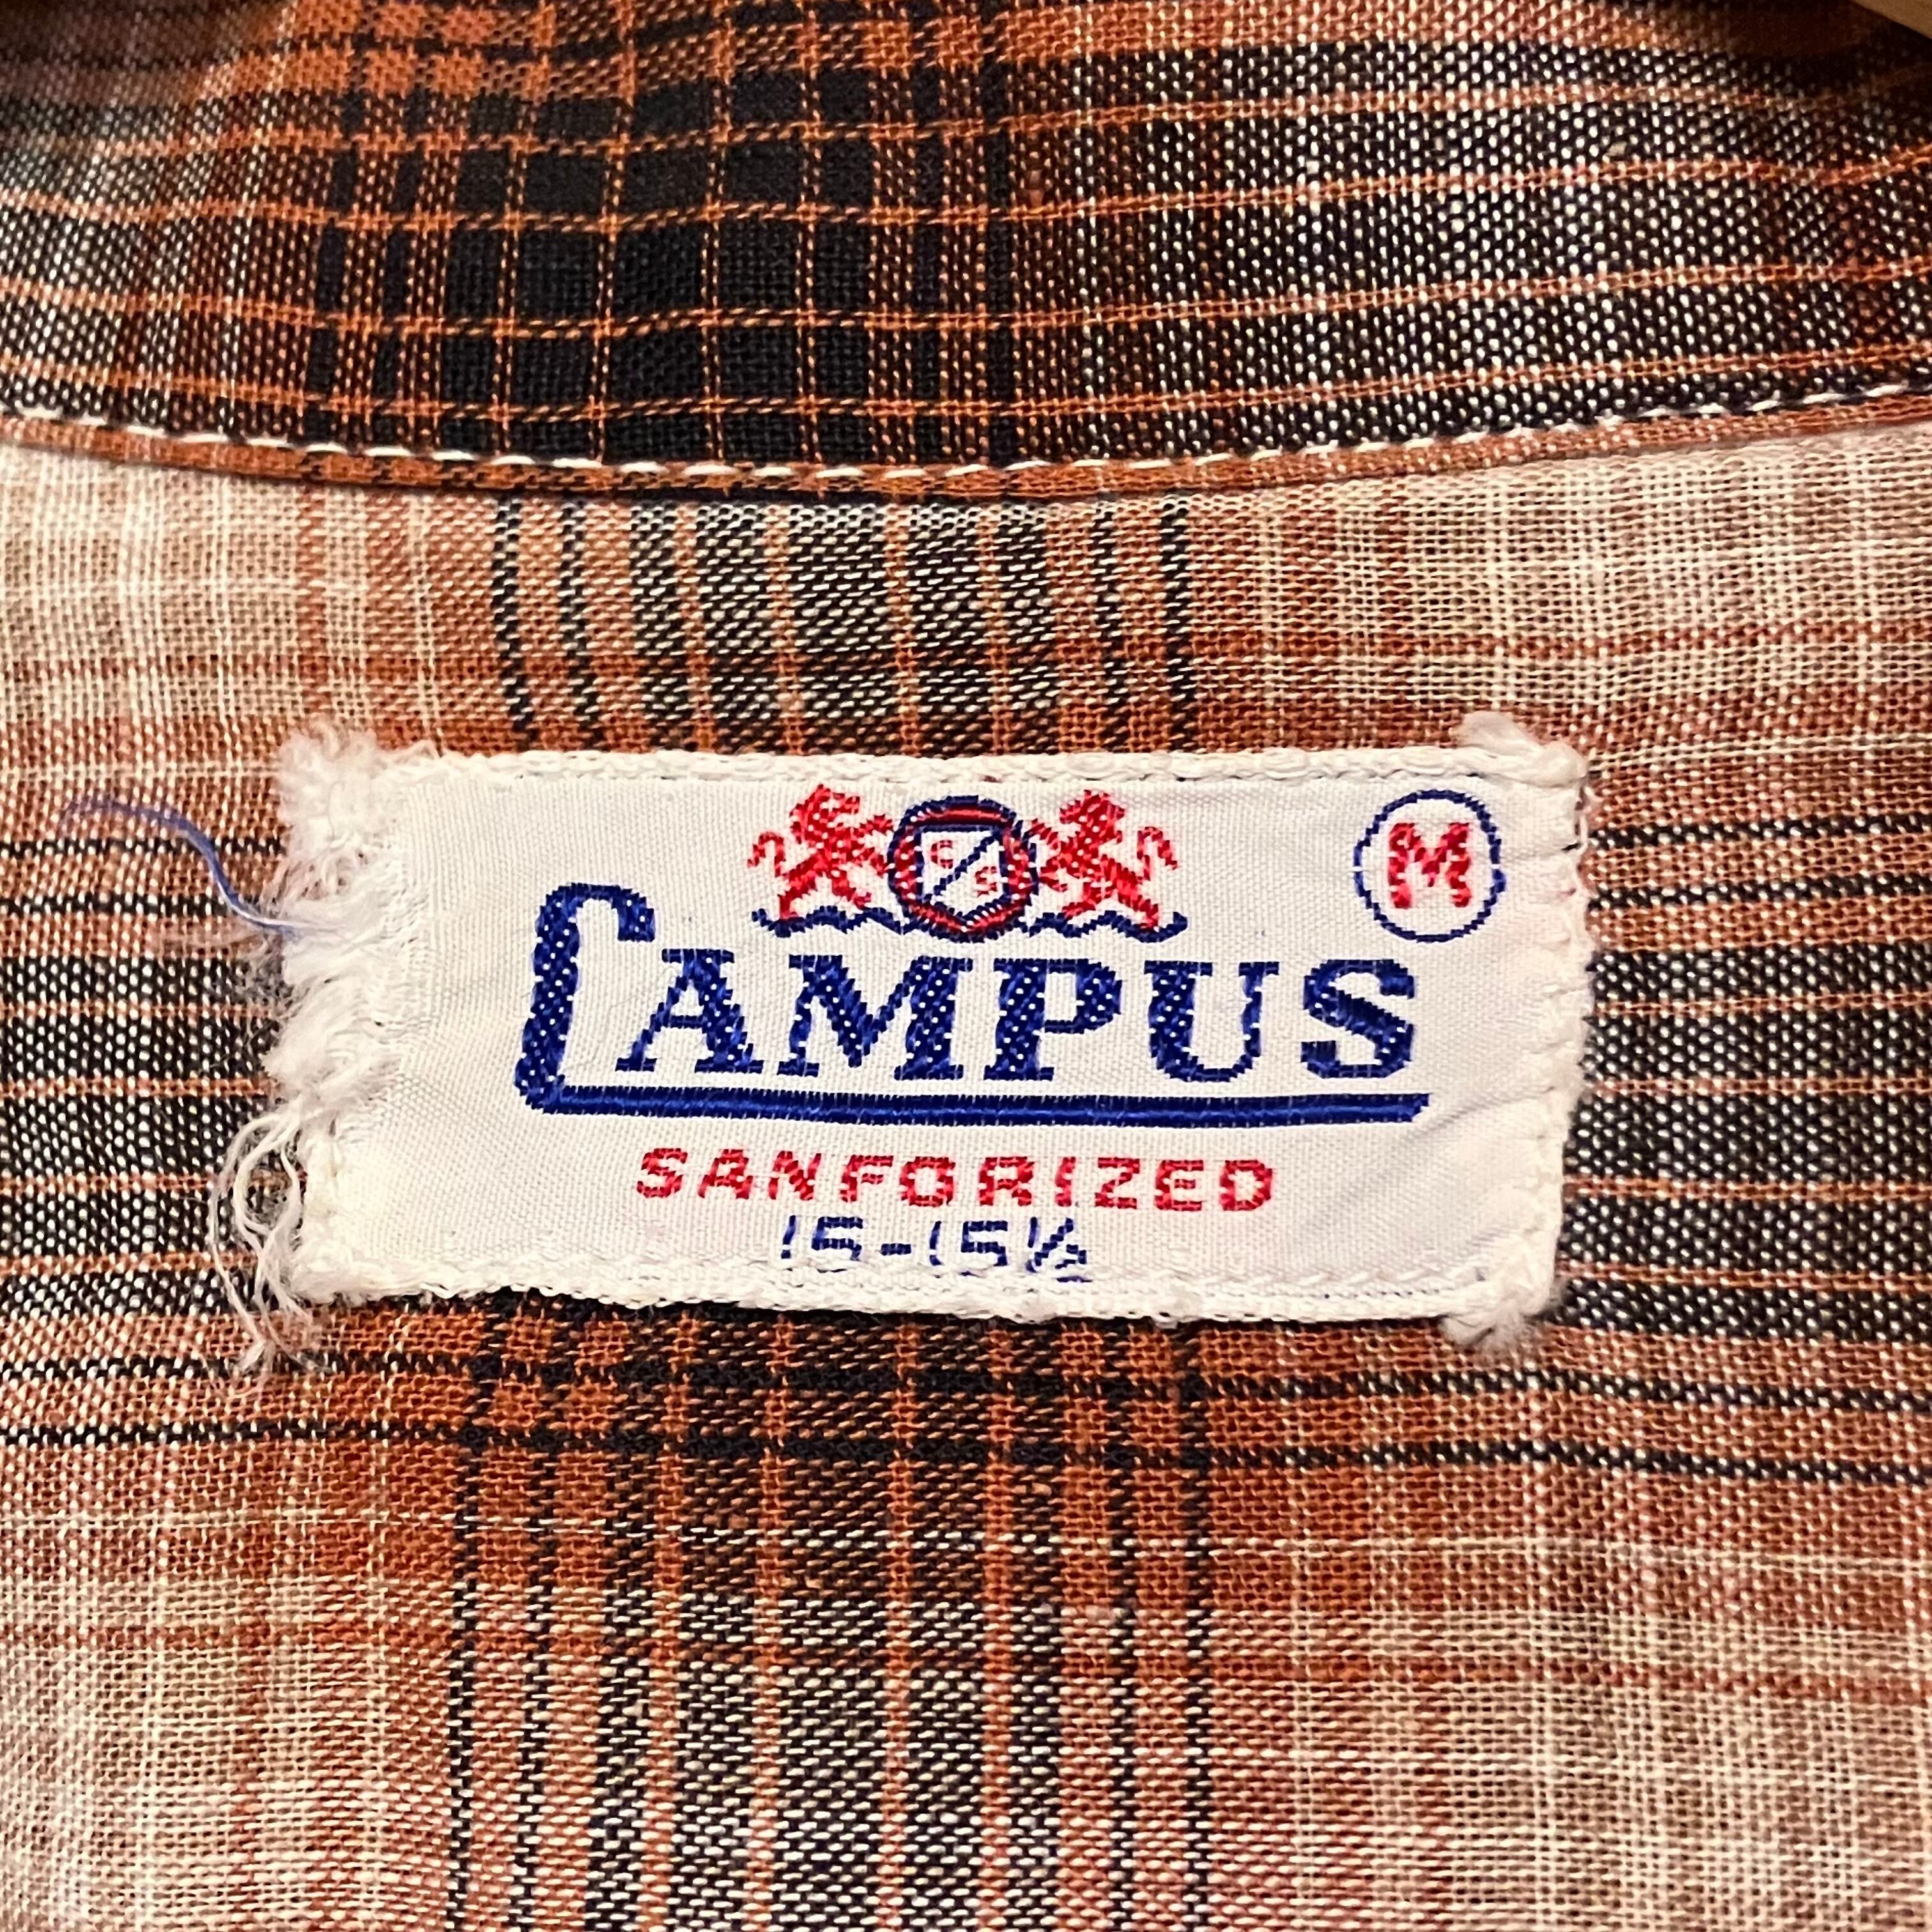 C S
M
CAMPUS
SANFORIZED
15-15½